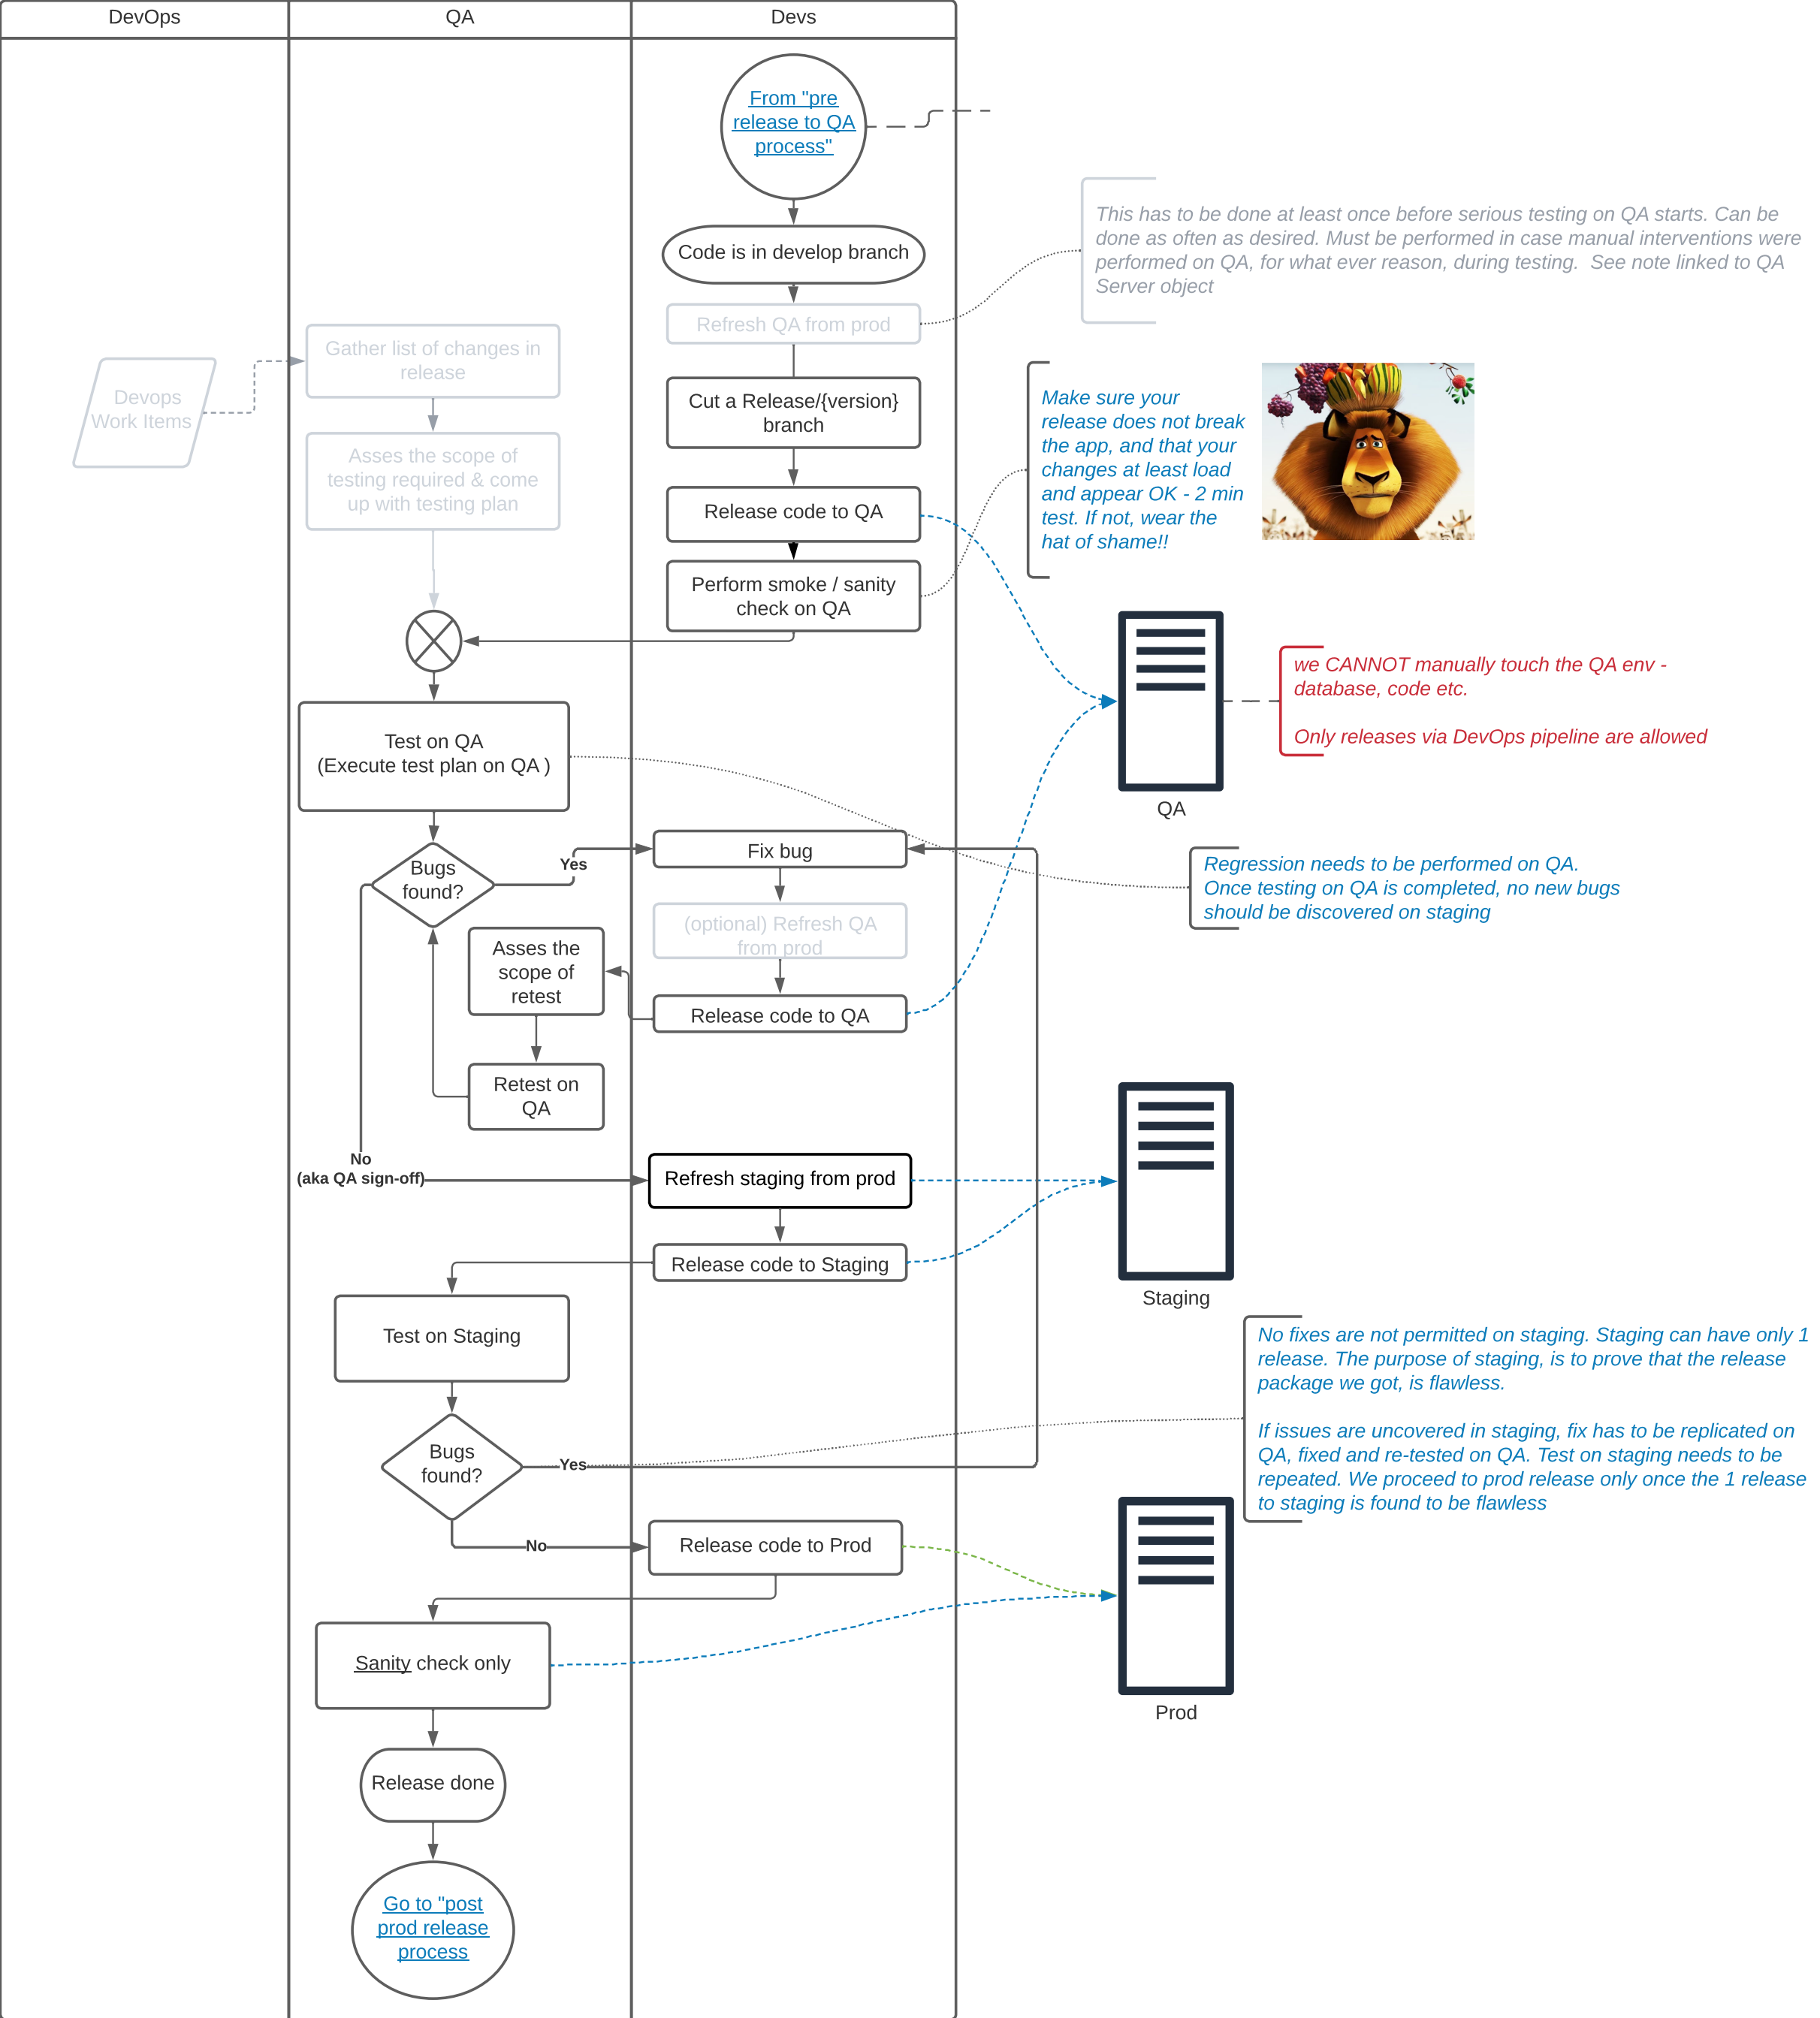 DevOps
QA
Devs
From "pre
release to QA
process"
Code is in develop branch
Refresh QA from prod
This has to be done at least once before serious testing on QA starts. Can be
done as often as desired. Must be performed in case manual interventions were
performed on QA, for what ever reason, during testing.  See note linked to QA
Server object
Gather list of changes in
release
Devops
Work Items
Cut a Release/{version}
branch
Make sure your
release does not break
the app, and that your
changes at least load
and appear OK - 2 min
test. If not, wear the
hat of shame!!
Asses the scope of
testing required & come
up with testing plan
Release code to QA
Perform smoke / sanity
check on QA
we CANNOT manually touch the QA env -
database, code etc.
Only releases via DevOps pipeline are allowed
QA
Test on QA
(Execute test plan on QA )
Bugs
found?
Yes
Fix bug
Regression needs to be performed on QA.
Once testing on QA is completed, no new bugs
should be discovered on staging
(optional) Refresh QA
from prod
Asses the
scope of
retest
Release code to QA
Retest on
QA
No
(aka QA sign-off)
Refresh staging from prod
Release code to Staging
Staging
Test on Staging
No fixes are not permitted on staging. Staging can have only 1
release. The purpose of staging, is to prove that the release
package we got, is flawless.
If issues are uncovered in staging, fix has to be replicated on
QA, fixed and re-tested on QA. Test on staging needs to be
repeated. We proceed to prod release only once the 1 release
to staging is found to be flawless
Bugs
found?
Yes
No
Release code to Prod
Sanity check only
Prod
Release done
Go to "post
prod release
process